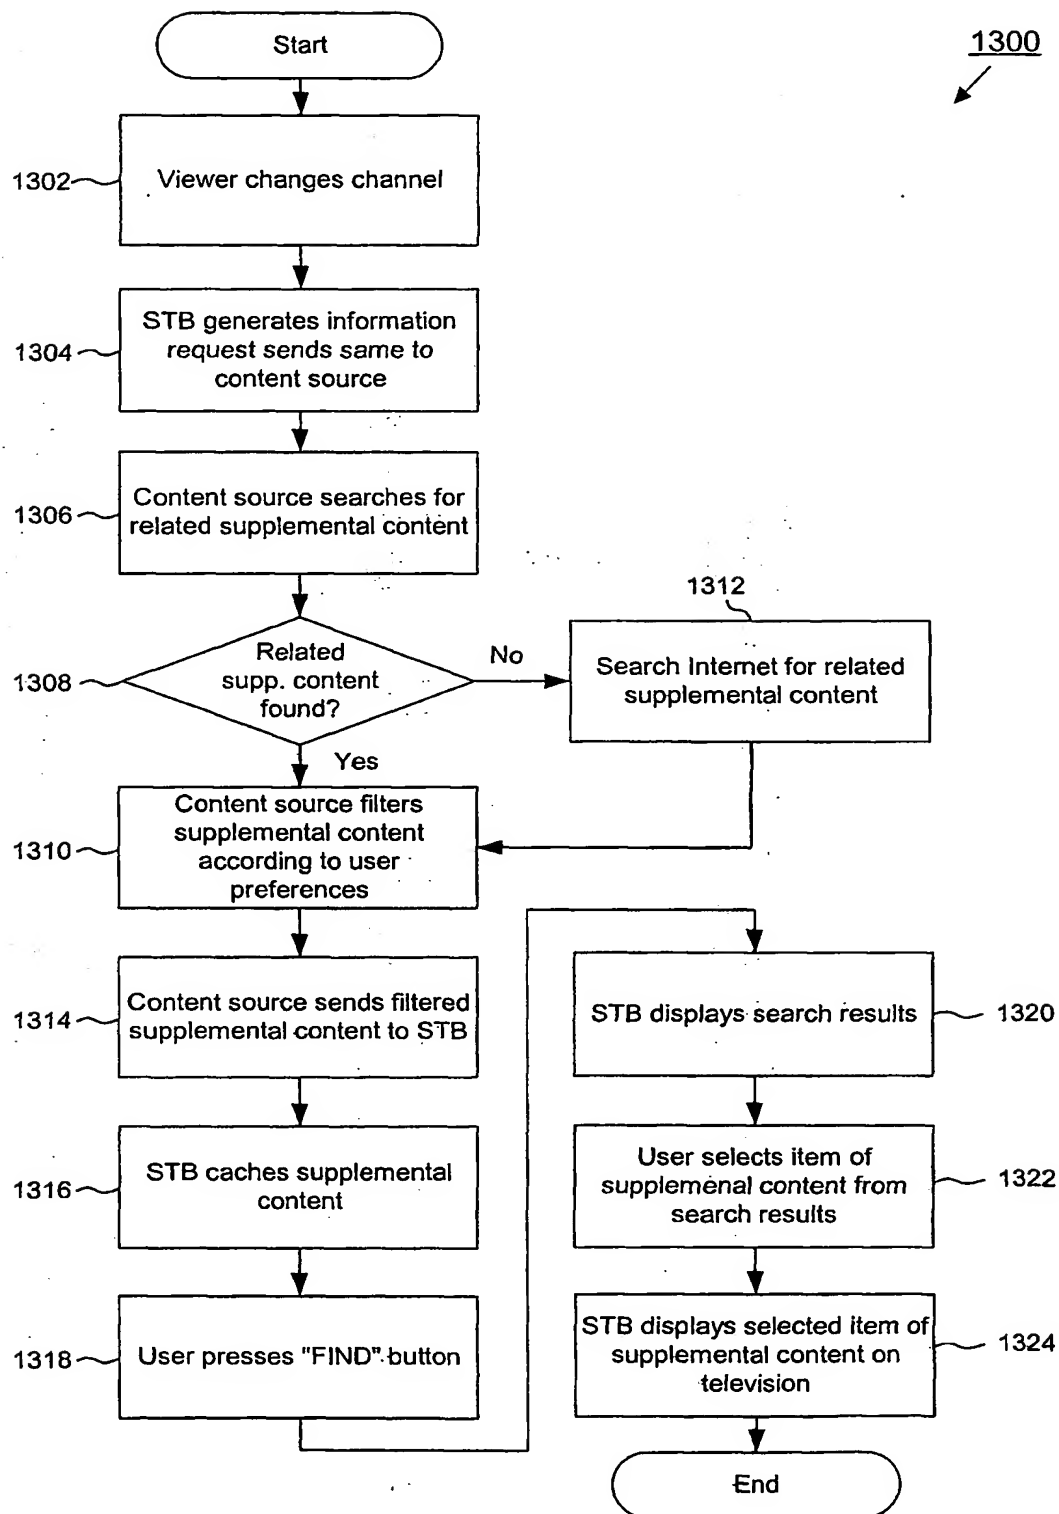 Start
1300
1302
Viewer changes channel
1304
STB generates information
request sends same to
content source
1306
Content source searches for
related supplemental content
1308
Related
supp. content
found?
No
1312
Search Internet for related
supplemental content
Yes
1310
Content source filters
supplemental content
according to user
preferences
1314
Content source sends filtered
supplemental content to STB
1316
STB caches supplemental
content
1318
User presses "FIND" button
STB displays search results
1320
User selects item of
supplemenal content from
search results
1322
STB displays selected item of
supplemental content on
television
1324
End